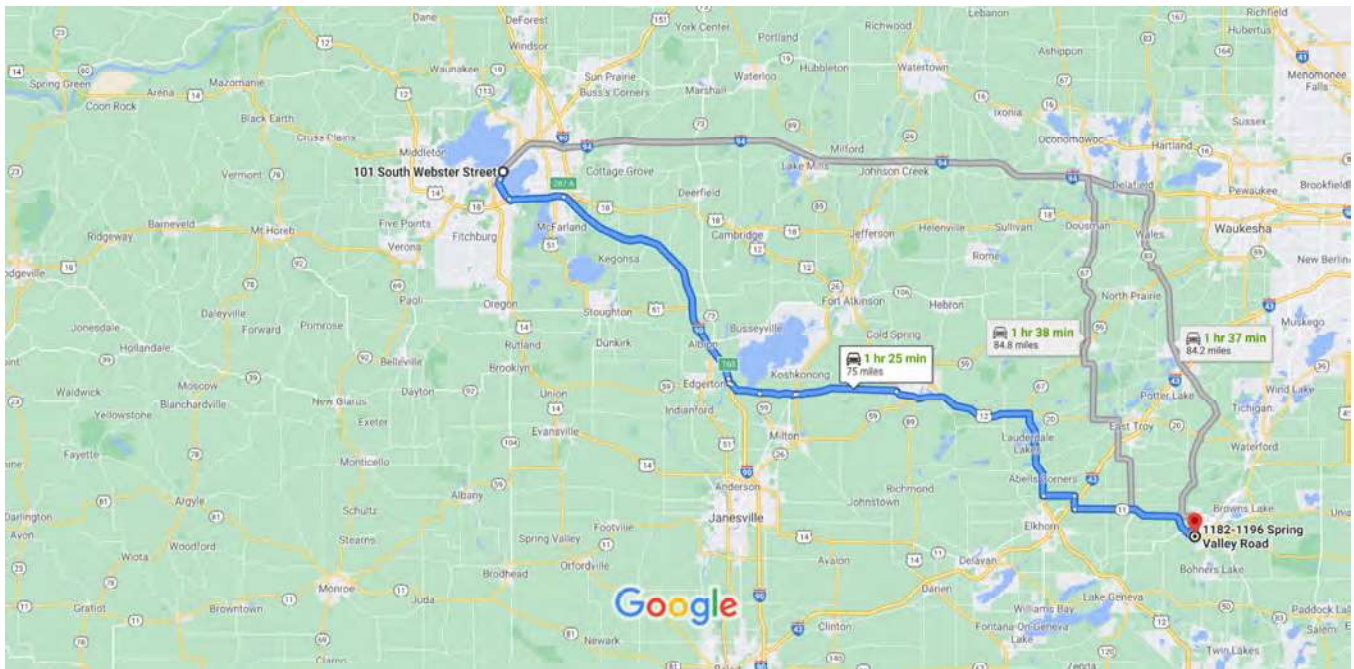 Dane
Lebanon
Richfield
DeForest
York Center
Portland
Richwood
Hubertus
Windsor
Ashippun
Waunakee
Sun Prairie
Waterloo
Hubbleton
Watertown
Menomonee
Falls
Spring Green
Mazomanie
Buss's Corners
Marshall
Ixonia
Sussex
Arena
Coon Rock
Black Earth
Cross Plains
Oconomowoc
Hartland
Middleton
Milford
101 South Webster Street
Cottage Grove
Lake Mills
Johnson Creek
Delafield
Pewaukee
Brookfield
Vermont
Deerfield
267A
Barneveld
Five Points
McFarland
Cambridge
Jefferson
Helenville
Sullivan
Dousman
Wales
Waukesha
Ridgeway
Mt Horeb
Fitchburg
Verona
Kegonsa
Rome
New Berlin
Dodgeville
Paoli
Oregon
Stoughton
Fort Atkinson
Hebron
North Prairie
Daleyville
Busseyville
Muskego
Jonesdale
Forward
Primrose
Rutland
Dunkirk
Albion
Cold Spring
1 hr 38 min
84.8 miles
1 hr 37 min
84.2 miles
Hollandale
Belleville
1 hr 25 min
75 miles
Brooklyn
Koshkonong
Wind Lake
Waldwick
Moscow
Dayton
Edgerton
Potter Lake
Yellowstone
Blanchardville
New Glarus
Union
Indianford
Tichigan
Exeter
Evansville
Milton
East Troy
Waterford
Lauderdale
Lakes
Fayette
Monticello
Anderson
Richmond
Abells Corners
Argyle
Albany
Johnstown
Browns Lake
Darlington
Schultz
Footville
Janesville
Elkhorn
1182-1196 Spring
Valley Road
Avon
Woodford
Stearns
Spring Valley
Wiota
Orfordville
Avalon
Delavan
Bohners Lake
Monroe
Brodhead
Darien
Lake Geneva
Gratiot
Browntown
Juda
Google
Williams Bay
Paddock Lake
Newark
Clinton
Fontana-On-Geneva
Lake
Salem
Twin Lakes
Zenda